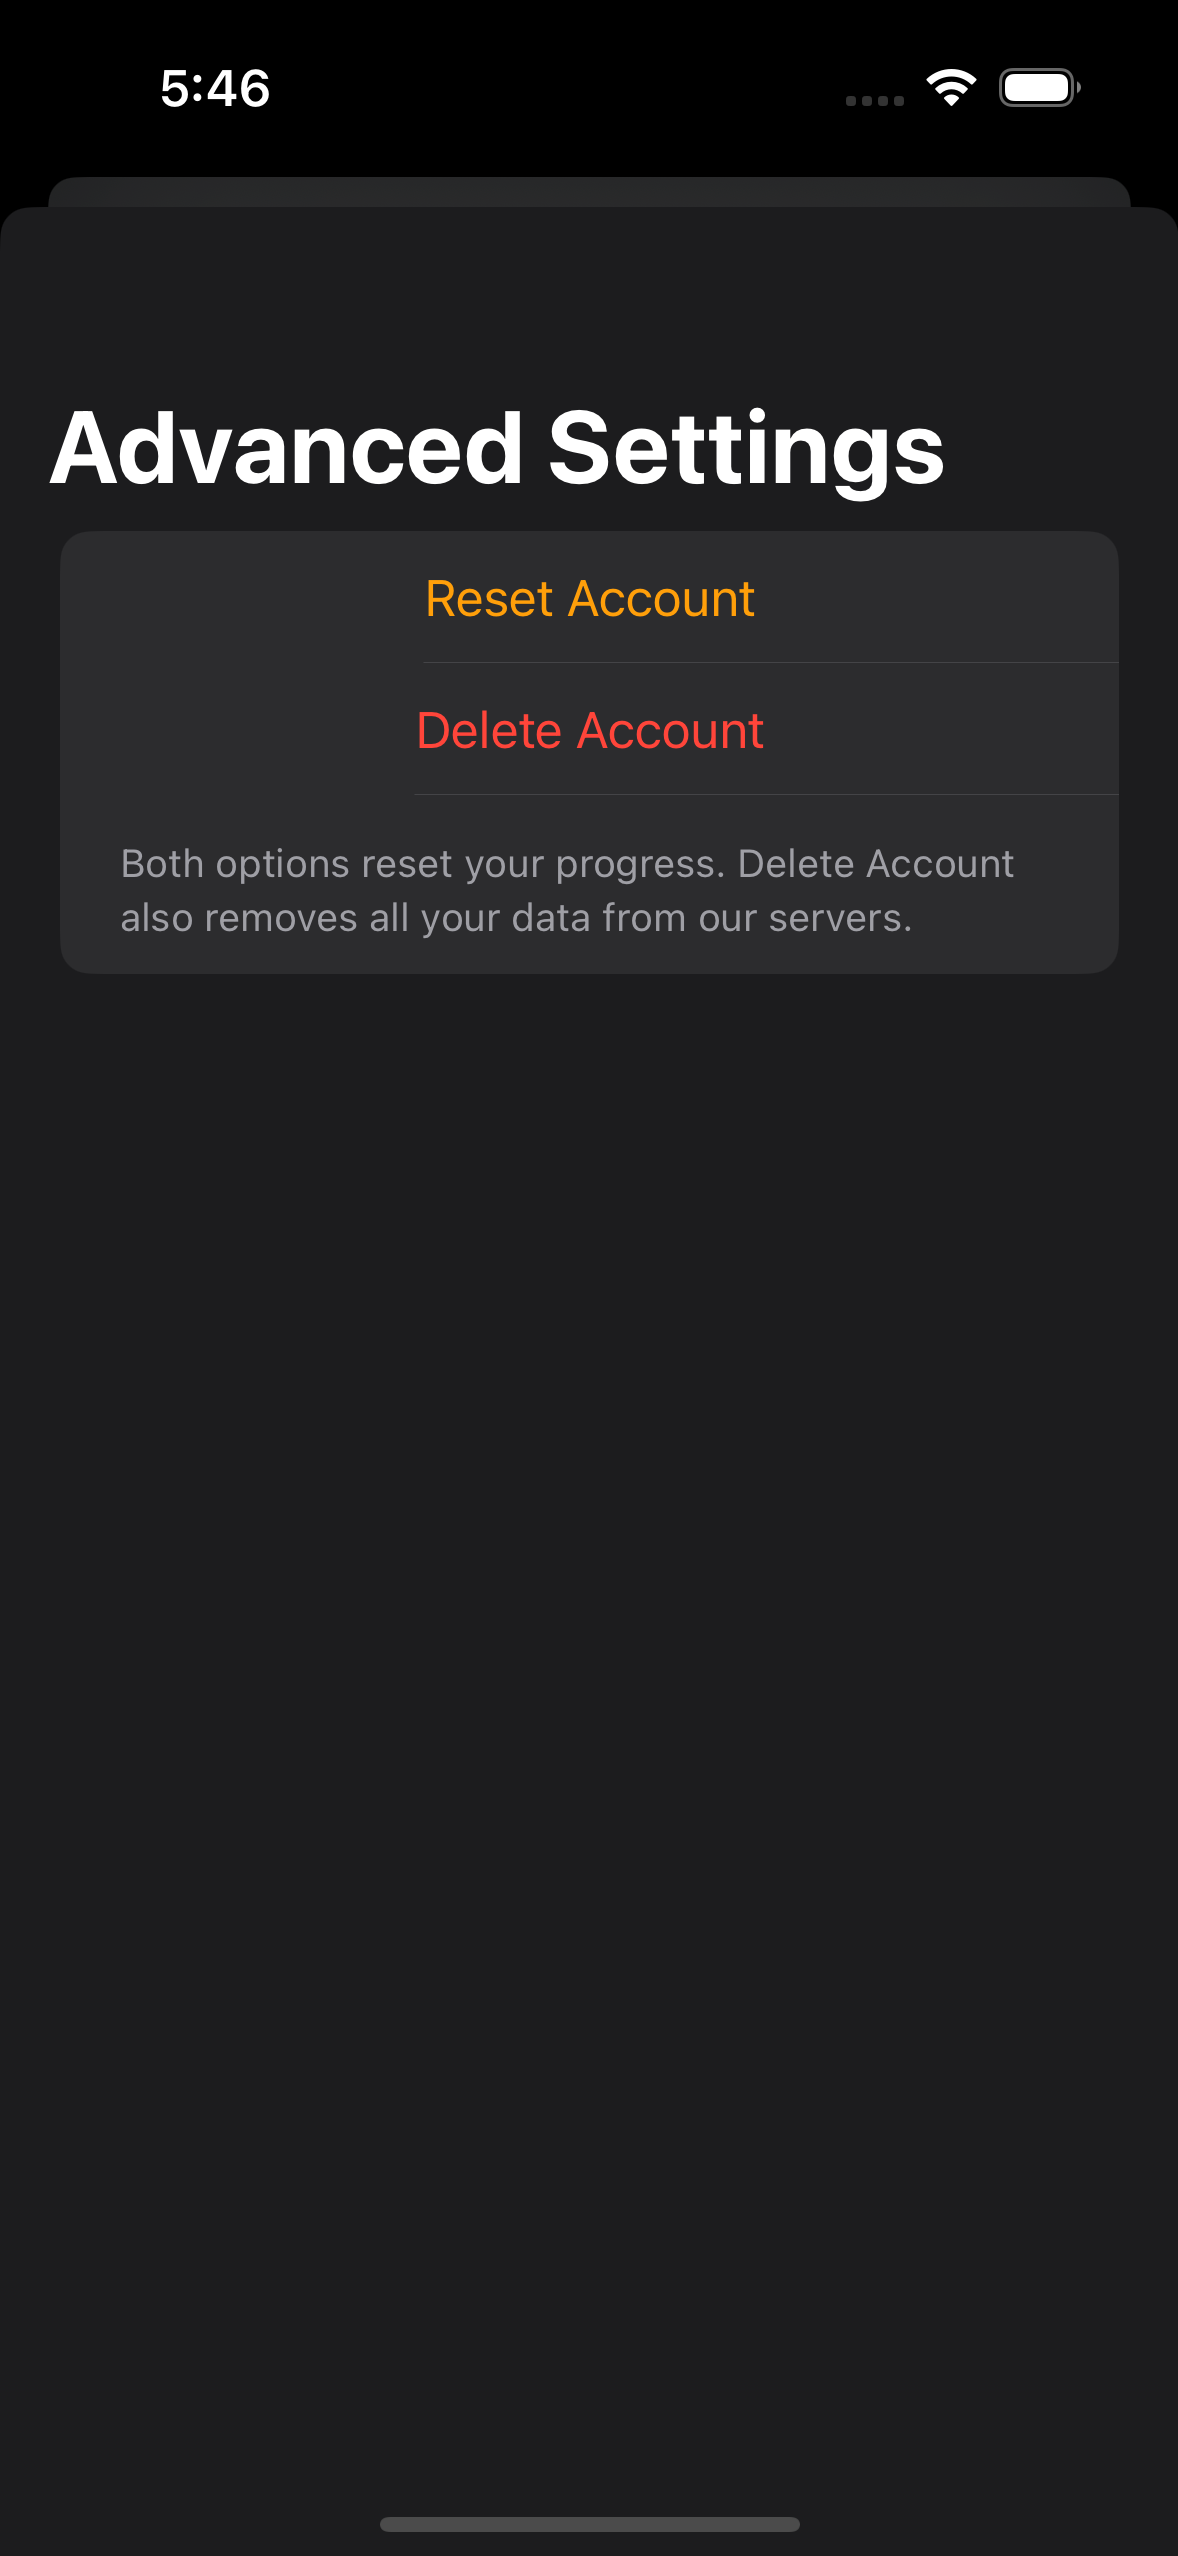 5:46
Advanced Settings
Reset Account
Delete Account
Both options reset your progress. Delete Account
also removes all your data from our servers.